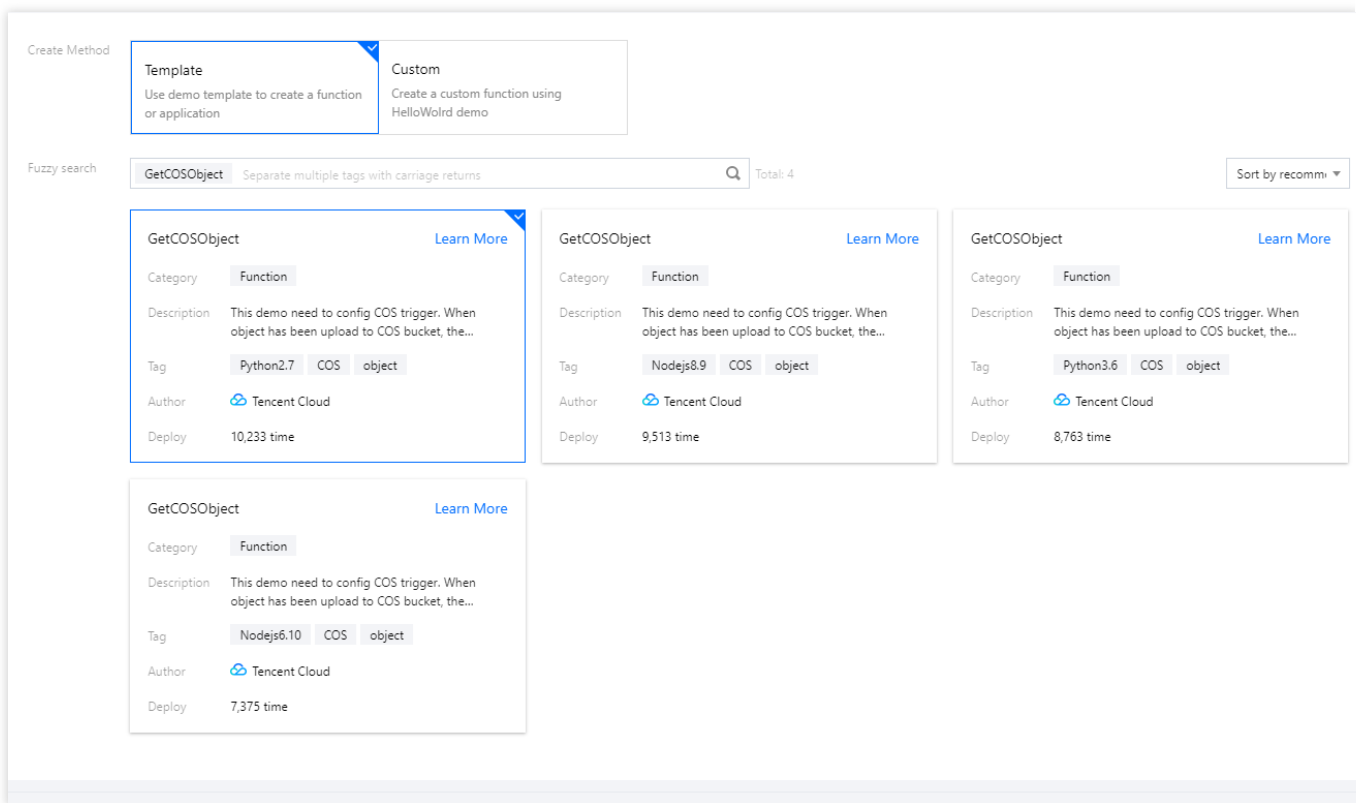 Create Method
Template
Use demo template to create a function
or application
Custom
Create a custom function using
HelloWolrd demo
Fuzzy search
GetCOSObject Separate multiple tags with carriage returns
Total: 4
Sort by recomm
GetCOSObject Learn More
Category Function
Description This demo need to config COS trigger. When
object has been upload to COS bucket, the...
Tag Python2.7 COS object
Author Tencent Cloud
Deploy 10,233 time
GetCOSObject Learn More
Category Function
Description This demo need to config COS trigger. When
object has been upload to COS bucket, the...
Tag Nodejs8.9 COS object
Author Tencent Cloud
Deploy 9,513 time
GetCOSObject Learn More
Category Function
Description This demo need to config COS trigger. When
object has been upload to COS bucket, the...
Tag Python3.6 COS object
Author Tencent Cloud
Deploy 8,763 time
GetCOSObject Learn More
Category Function
Description This demo need to config COS trigger. When
object has been upload to COS bucket, the...
Tag Nodejs6.10 COS object
Author Tencent Cloud
Deploy 7,375 time